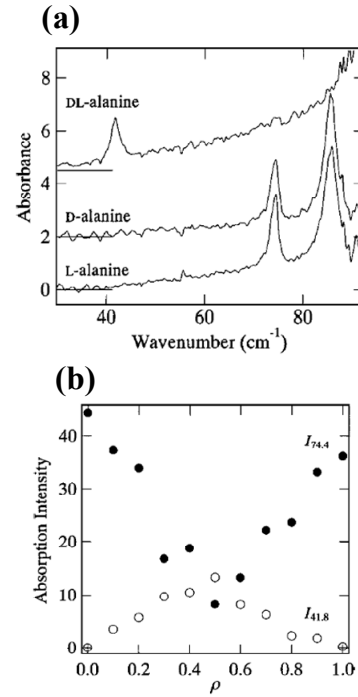 (a)
8
6
4
2
0
DL-alanine
D-alanine
L-alanine
Absorbance
40
60
80
Wavenumber (cm⁻¹)
(b)
40
30
20
10
0
I₇₄.₄
I₄₁.₈
Absorption Intensity
0.0
0.2
0.4
0.6
0.8
1.0
ρ